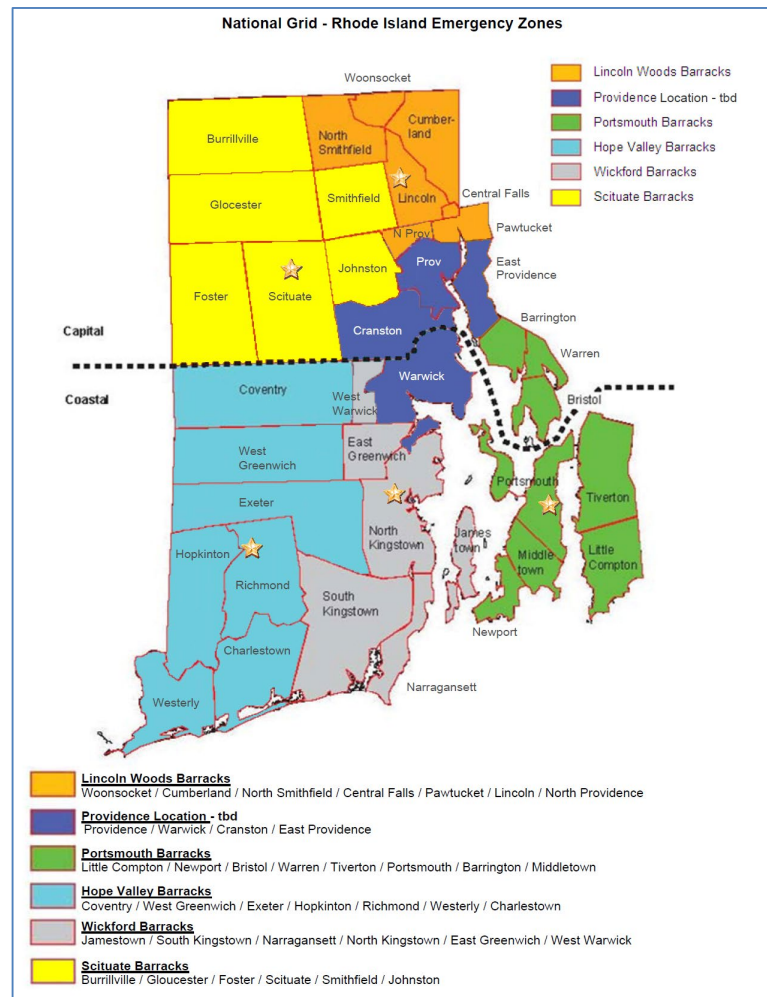 National Grid - Rhode Island Emergency Zones
Woonsocket
Lincoln Woods Barracks
Providence Location - tbd
Portsmouth Barracks
Hope Valley Barracks
Wickford Barracks
Scituate Barracks
Burrillville
North
Smithfield
Cumber-
land
Glocester
Smithfield
Lincoln
Central Falls
N Prov
Pawtucket
Foster
Scituate
Johnston
Prov
East
Providence
Capital
Cranston
Barrington
Warren
Coastal
Coventry
West
Warwick
Warwick
Bristol
West
Greenwich
East
Greenwich
Portsmouth
Tiverton
Exeter
North
Kingstown
James
town
Middle
town
Little
Compton
Hopkinton
Richmond
South
Kingstown
Newport
Charlestown
Narragansett
Westerly
Lincoln Woods Barracks
Woonsocket / Cumberland / North Smithfield / Central Falls / Pawtucket / Lincoln / North Providence
Providence Location - tbd
Providence / Warwick / Cranston / East Providence
Portsmouth Barracks
Little Compton / Newport / Bristol / Warren / Tiverton / Portsmouth / Barrington / Middletown
Hope Valley Barracks
Coventry / West Greenwich / Exeter / Hopkinton / Richmond / Westerly / Charlestown
Wickford Barracks
Jamestown / South Kingstown / Narragansett / North Kingstown / East Greenwich / West Warwick
Scituate Barracks
Burrillville / Gloucester / Foster / Scituate / Smithfield / Johnston